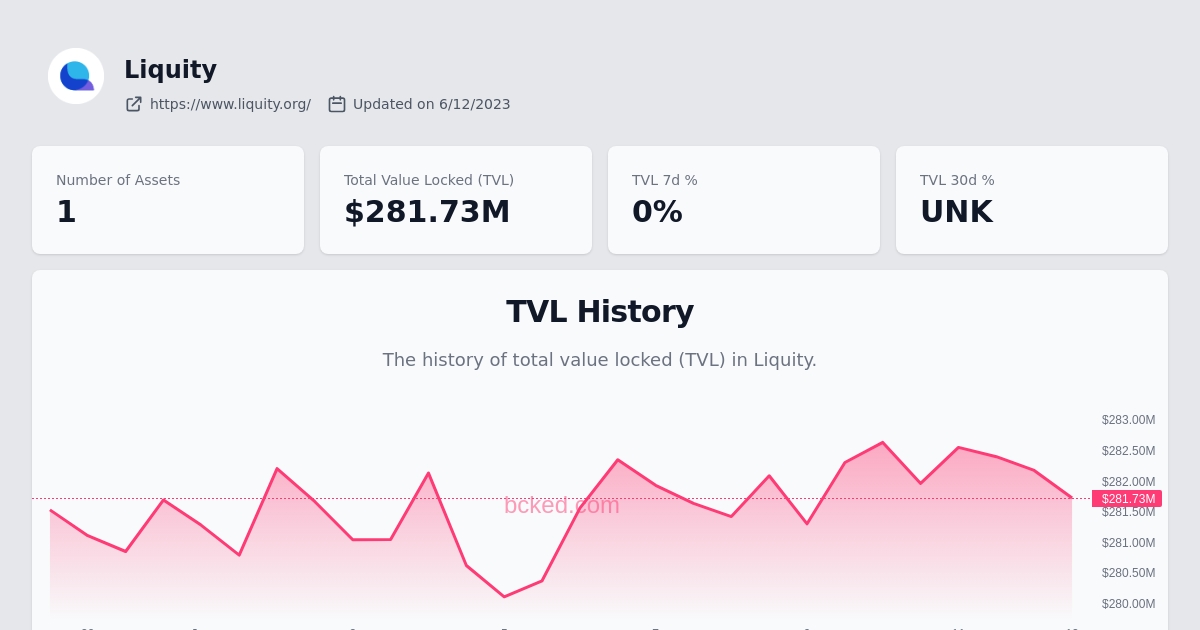 Liquity
https://www.liquity.org/ Updated on 6/12/2023
Number of Assets
1
Total Value Locked (TVL)
$281.73M
TVL 7d %
0%
TVL 30d %
UNK
TVL History
The history of total value locked (TVL) in Liquity.
bcked.com
$283.00M
$282.50M
$282.00M
$281.73M
$281.50M
$281.00M
$280.50M
$280.00M